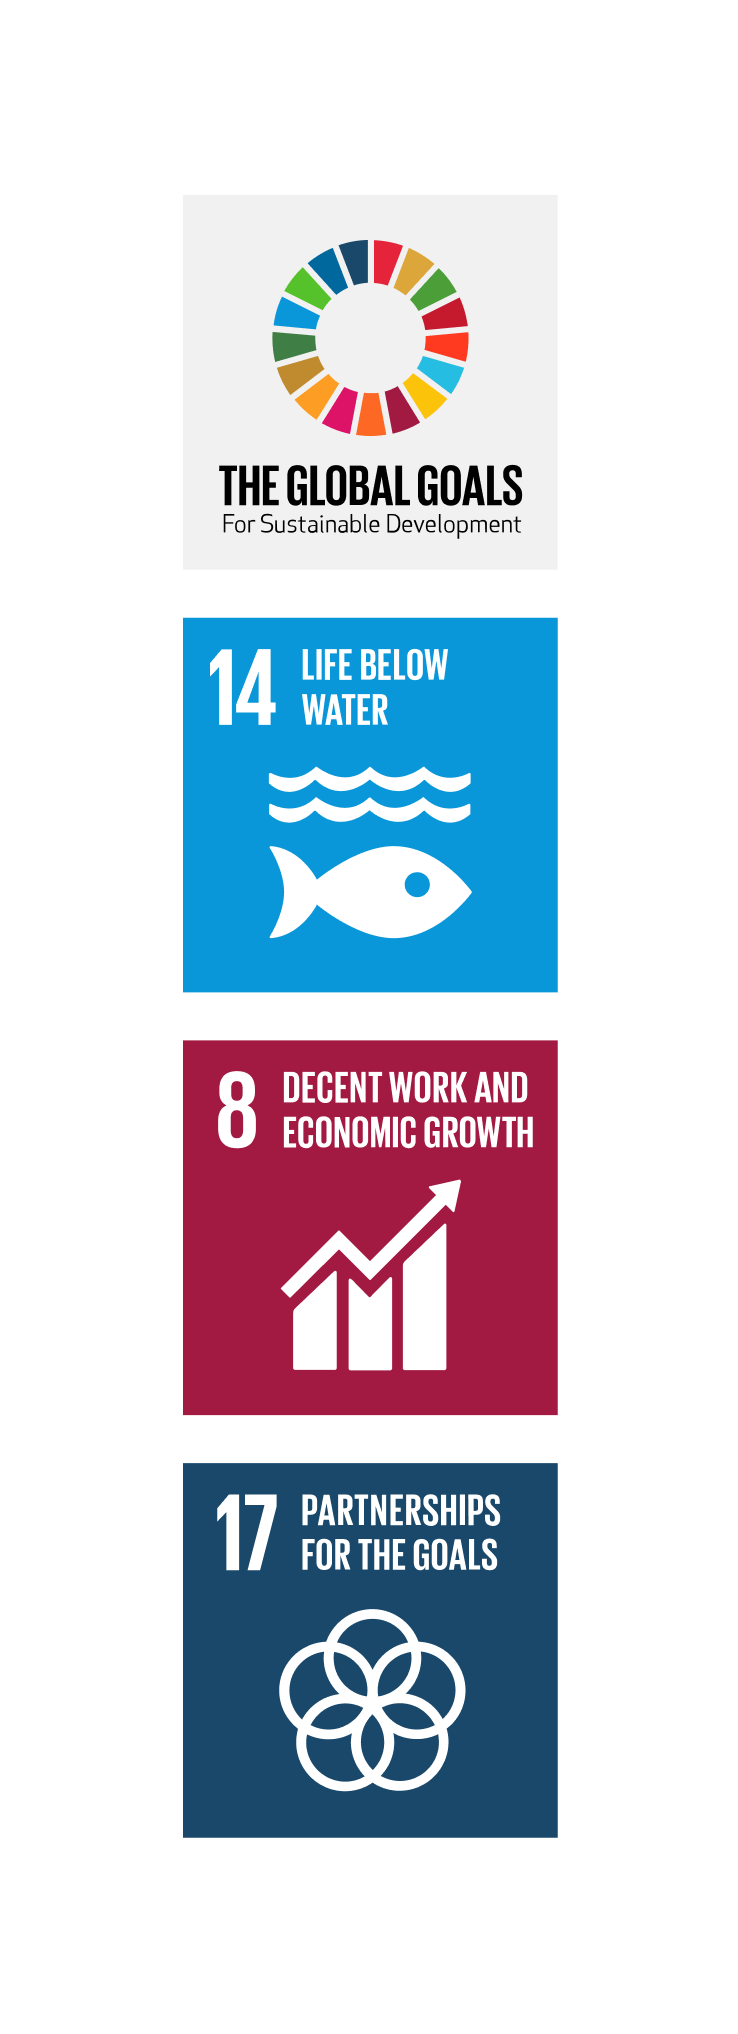 THE GLOBAL GOALS
For Sustainable Development
14 LIFE BELOW
WATER
8 DECENT WORK AND
ECONOMIC GROWTH
17 PARTNERSHIPS
FOR THE GOALS